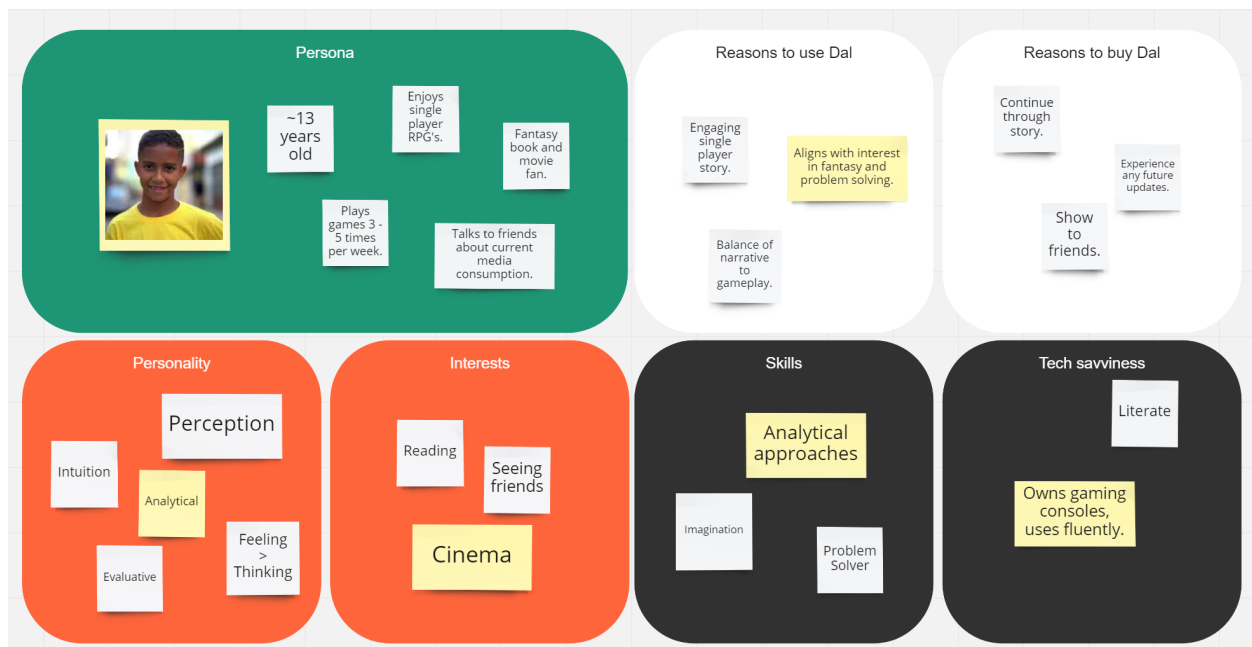 Persona
~13
years
old
Enjoys
single
player
RPG's.
Fantasy
book and
movie
fan.
Plays
games 3 -
5 times
per week.
Talks to friends
about current
media
consumption.
Reasons to use Dal
Engaging
single
player
story.
Aligns with interest
in fantasy and
problem solving.
Balance of
narrative
to
gameplay.
Reasons to buy Dal
Continue
through
story.
Experience
any future
updates.
Show
to
friends.
Personality
Perception
Intuition
Analytical
Evaluative
Feeling
>
Thinking
Interests
Reading
Seeing
friends
Cinema
Skills
Analytical
approaches
Imagination
Problem
Solver
Tech savviness
Literate
Owns gaming
consoles,
uses fluently.